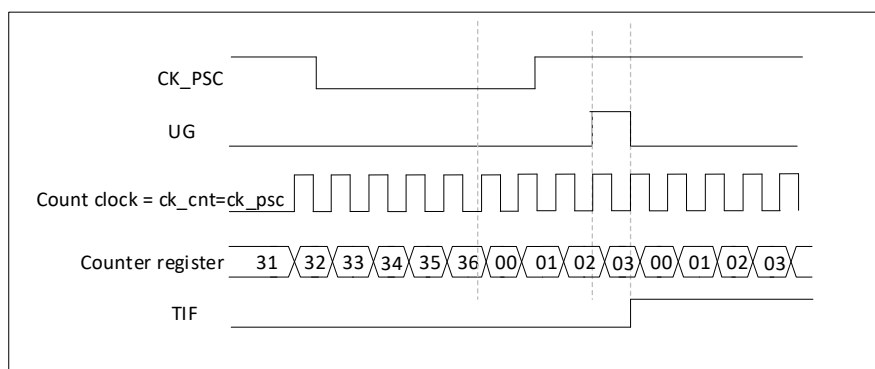 CK_PSC
UG
Count clock = ck_cnt=ck_psc
Counter register 31 32 33 34 35 36 00 01 02 03 00 01 02 03
TIF